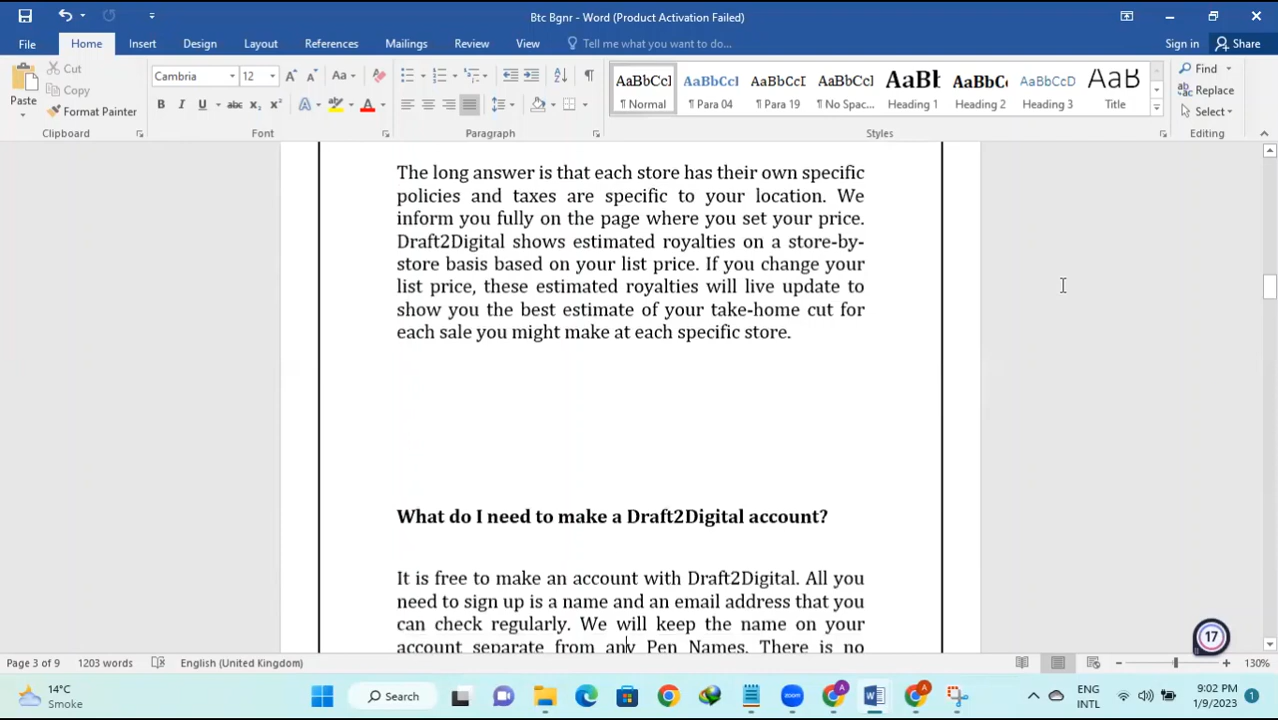 Btc Bgnr - Word (Product Activation Failed)
File Home Insert Design Layout References Mailings Review View Tell me what you want to do... Sign in Share
Paste
Cut
Copy
Format Painter
Cambria 12
AaBbCcI AaBbCcI AaBbCcI AaBbCcI AaBl AaBbC AaBbCcD AaB
¶ Normal ¶ Para 04 ¶ Para 19 ¶ No Spac... Heading 1 Heading 2 Heading 3 Title
Find
Replace
Select
Clipboard Font Paragraph Styles Editing
The long answer is that each store has their own specific
policies and taxes are specific to your location. We
inform you fully on the page where you set your price.
Draft2Digital shows estimated royalties on a store-by-
store basis based on your list price. If you change your
list price, these estimated royalties will live update to
show you the best estimate of your take-home cut for
each sale you might make at each specific store.
What do I need to make a Draft2Digital account?
It is free to make an account with Draft2Digital. All you
need to sign up is a name and an email address that you
can check regularly. We will keep the name on your
account separate from any Pen Names. There is no
17
Page 3 of 9 1203 words English (United Kingdom) 130%
14°C
Smoke
Search
zoom
ENG
INTL
9:02 PM
1/9/2023
1